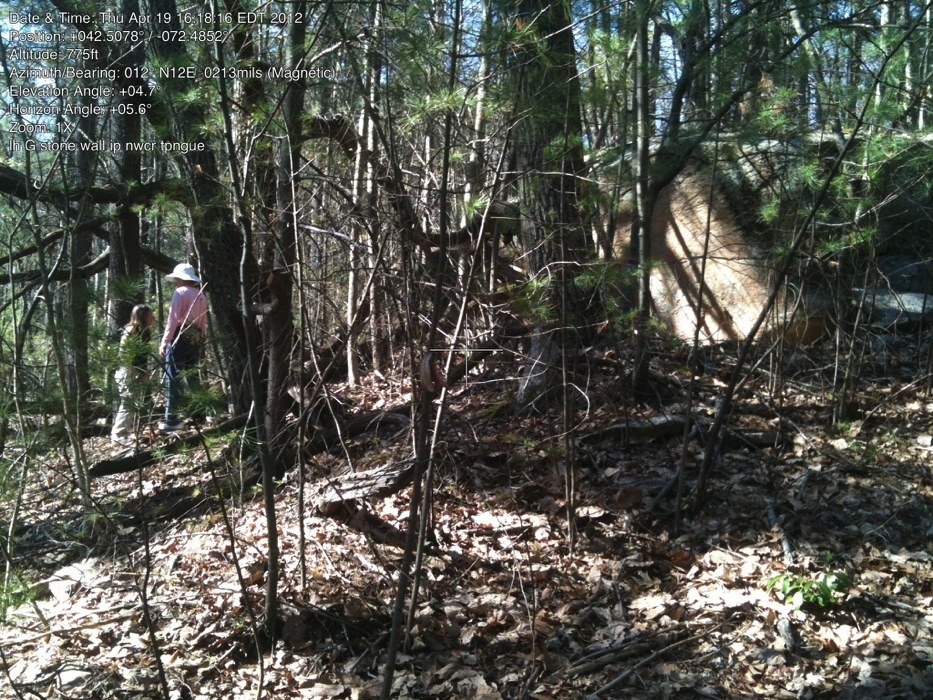 Date & Time: Thu Apr 19 16:18:16 EDT 2012
Position: +042.5078° / -072.4852°
Altitude: 775ft
Azimuth/Bearing: 012° N12E 0213mils (Magnetic)
Elevation Angle: +04.7°
Horizon Angle: +05.6°
Zoom: 1X
lh G stone wall ip nwcr tongue